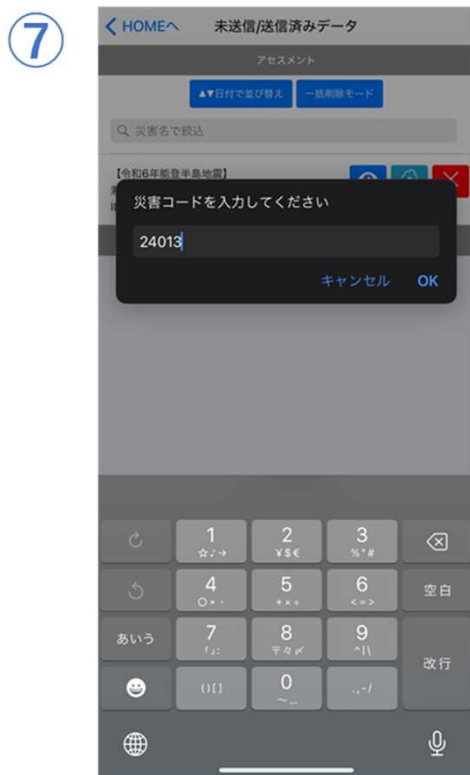 ⑦
HOMEへ 未送信/送信済みデータ
アセスメント
▲▼日付で並び替え 一括削除モード
災害名で絞込
【令和6年能登半島地震】
災害コードを入力してください
24013
キャンセル OK
1 2 3
☆♪→ ¥$€ %°#
4 5 6 空白
○*・ +×÷ <=>
あいう 7 8 9
「」: 〒々〆 ^|\
改行
()[] 0 .,-/
~…